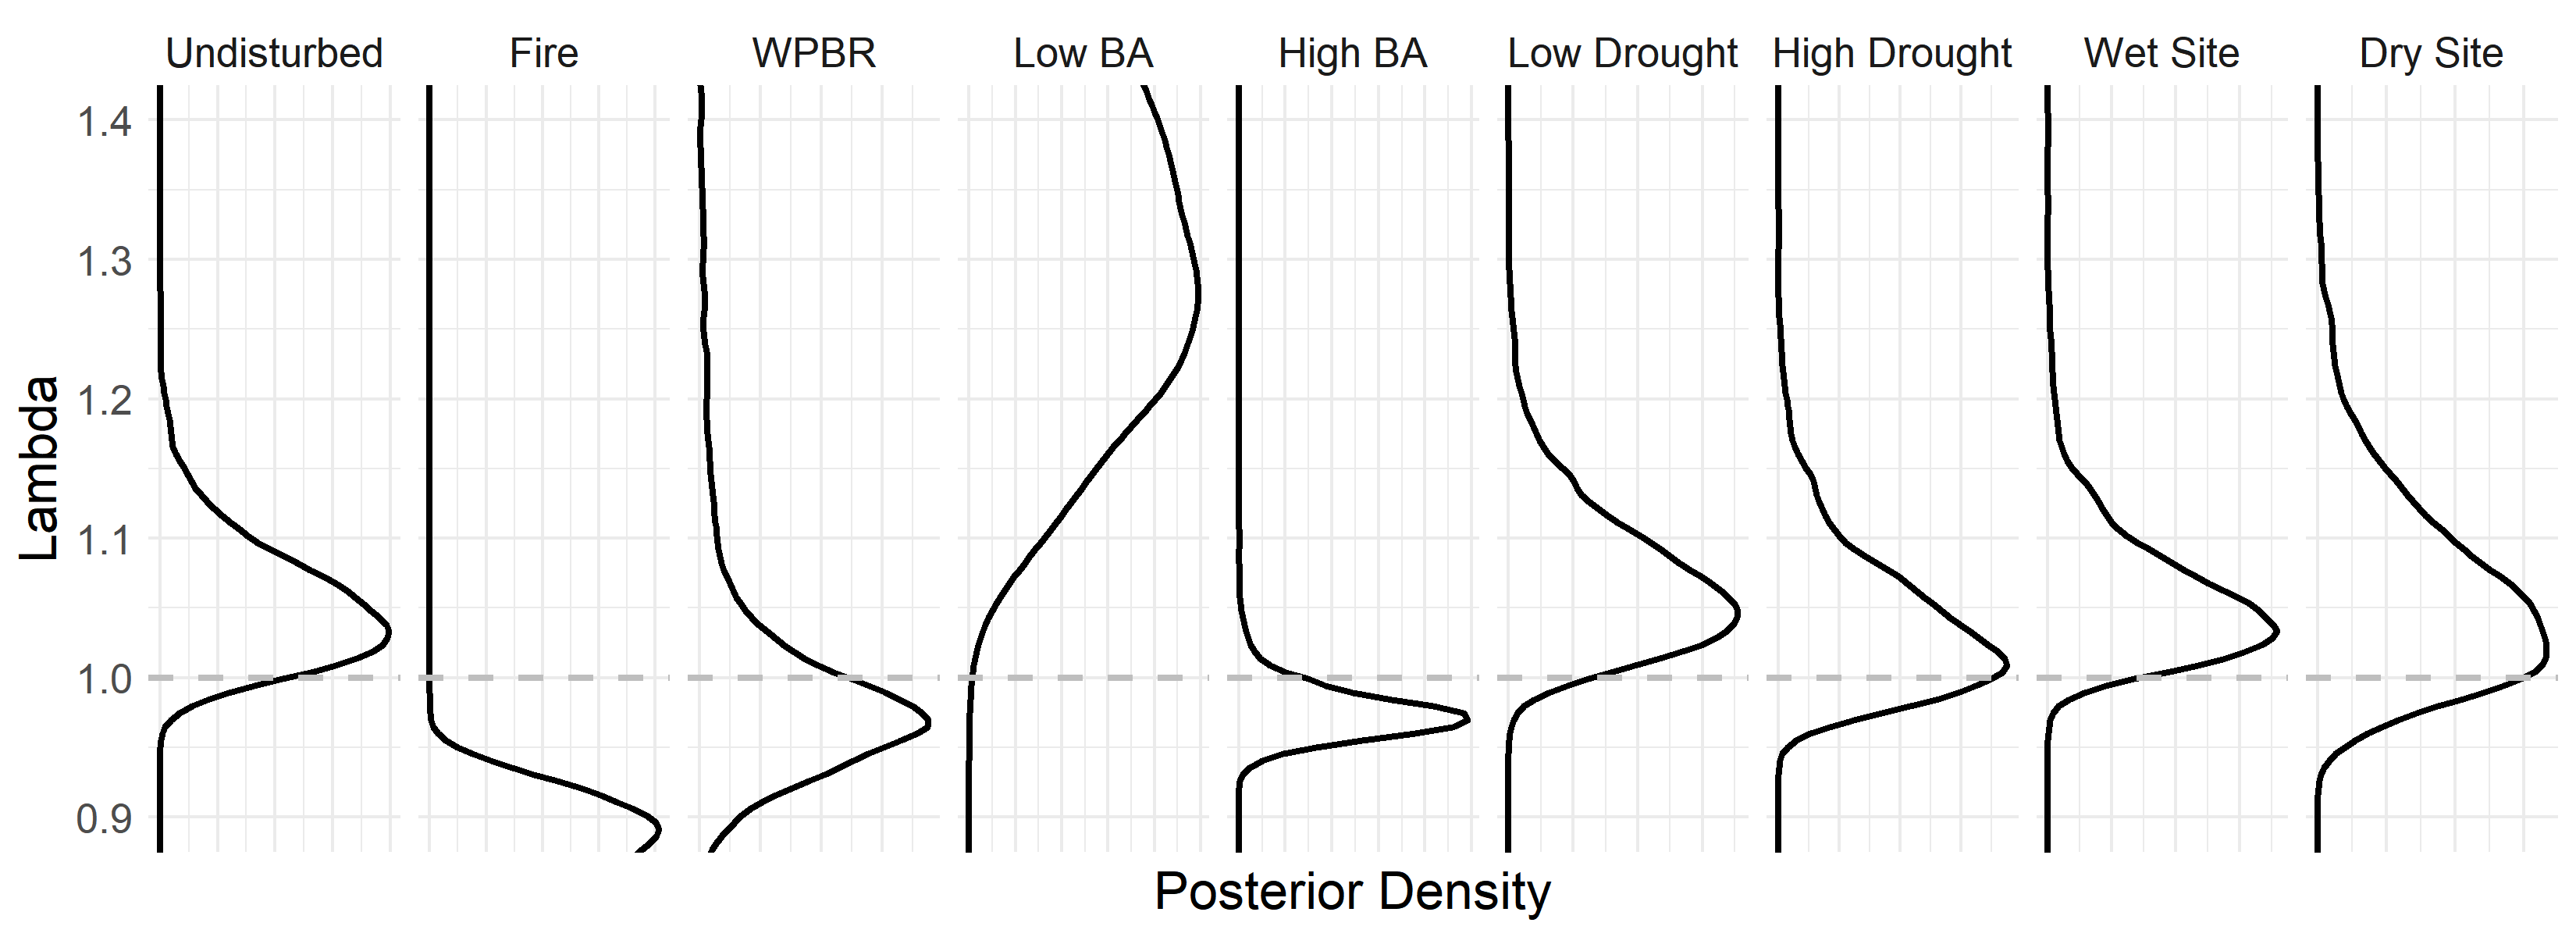 Undisturbed Fire WPBR Low BA High BA Low Drought High Drought Wet Site Dry Site
1.4
1.3
1.2
1.1
1.0
0.9
Lambda
Posterior Density